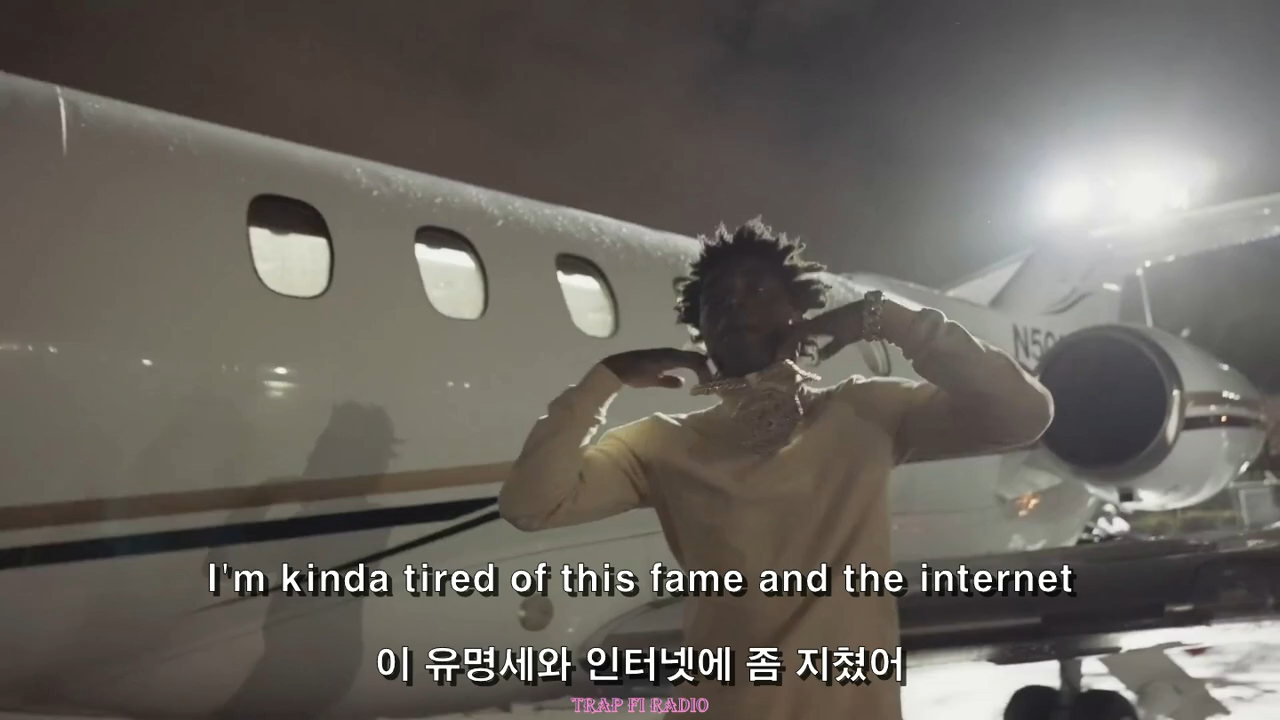 N50
I'm kinda tired of this fame and the internet
이 유명세와 인터넷에 좀 지쳤어
TRAP FI RADIO